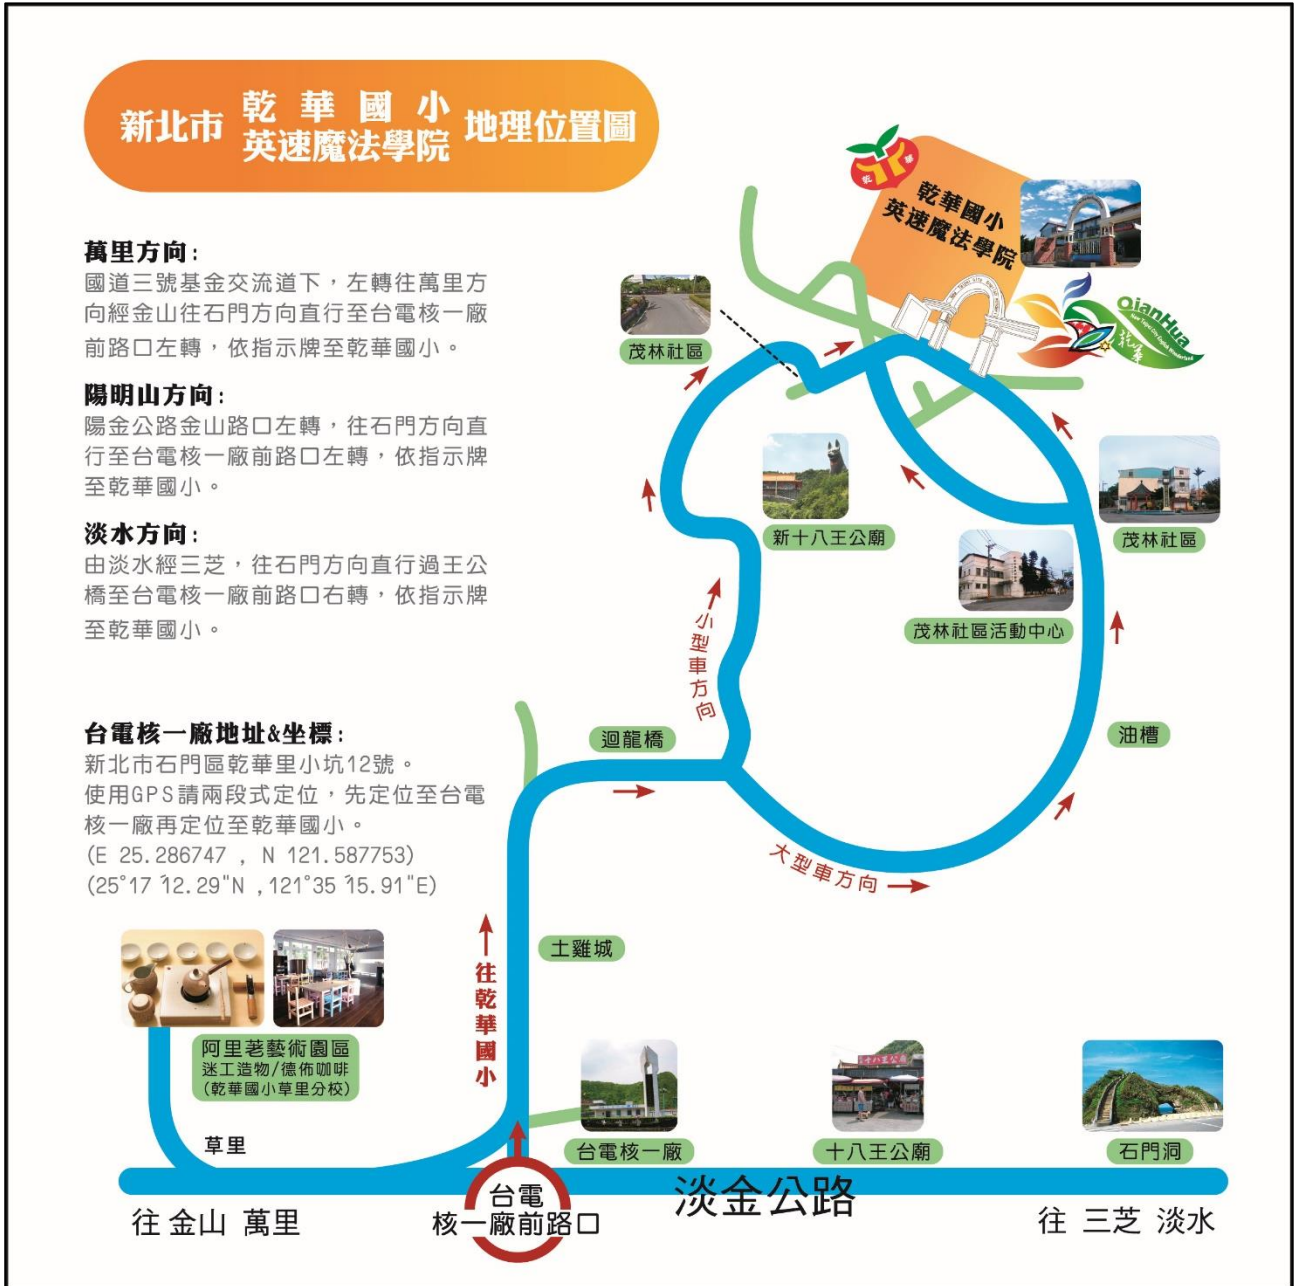 新北市 乾華國小 地理位置圖
英速魔法學院
萬里方向:
國道三號基金交流道下，左轉往萬里方
向經金山往石門方向直行至台電核一廠
前路口左轉，依指示牌至乾華國小。
陽明山方向:
陽金公路金山路口左轉，往石門方向直
行至台電核一廠前路口左轉，依指示牌
至乾華國小。
淡水方向:
由淡水經三芝，往石門方向直行過王公
橋至台電核一廠前路口右轉，依指示牌
至乾華國小。
台電核一廠地址&坐標:
新北市石門區乾華里小坑12號。
使用GPS請兩段式定位，先定位至台電
核一廠再定位至乾華國小。
(E 25.286747 , N 121.587753)
(25°17´12.29"N ,121°35´15.91"E)
乾 華
乾華國小
英速魔法學院
QianHua
New Taipei City English Wonderland
乾華
茂林社區
新十八王公廟
茂林社區
茂林社區活動中心
小型車方向
迴龍橋
油槽
大型車方向
土雞城
往乾華國小
阿里荖藝術園區
迷工造物/德佈咖啡
(乾華國小草里分校)
草里
台電核一廠
十八王公廟
十八王公廟
石門洞
台電
核一廠前路口
淡金公路
往 金山 萬里
往 三芝 淡水